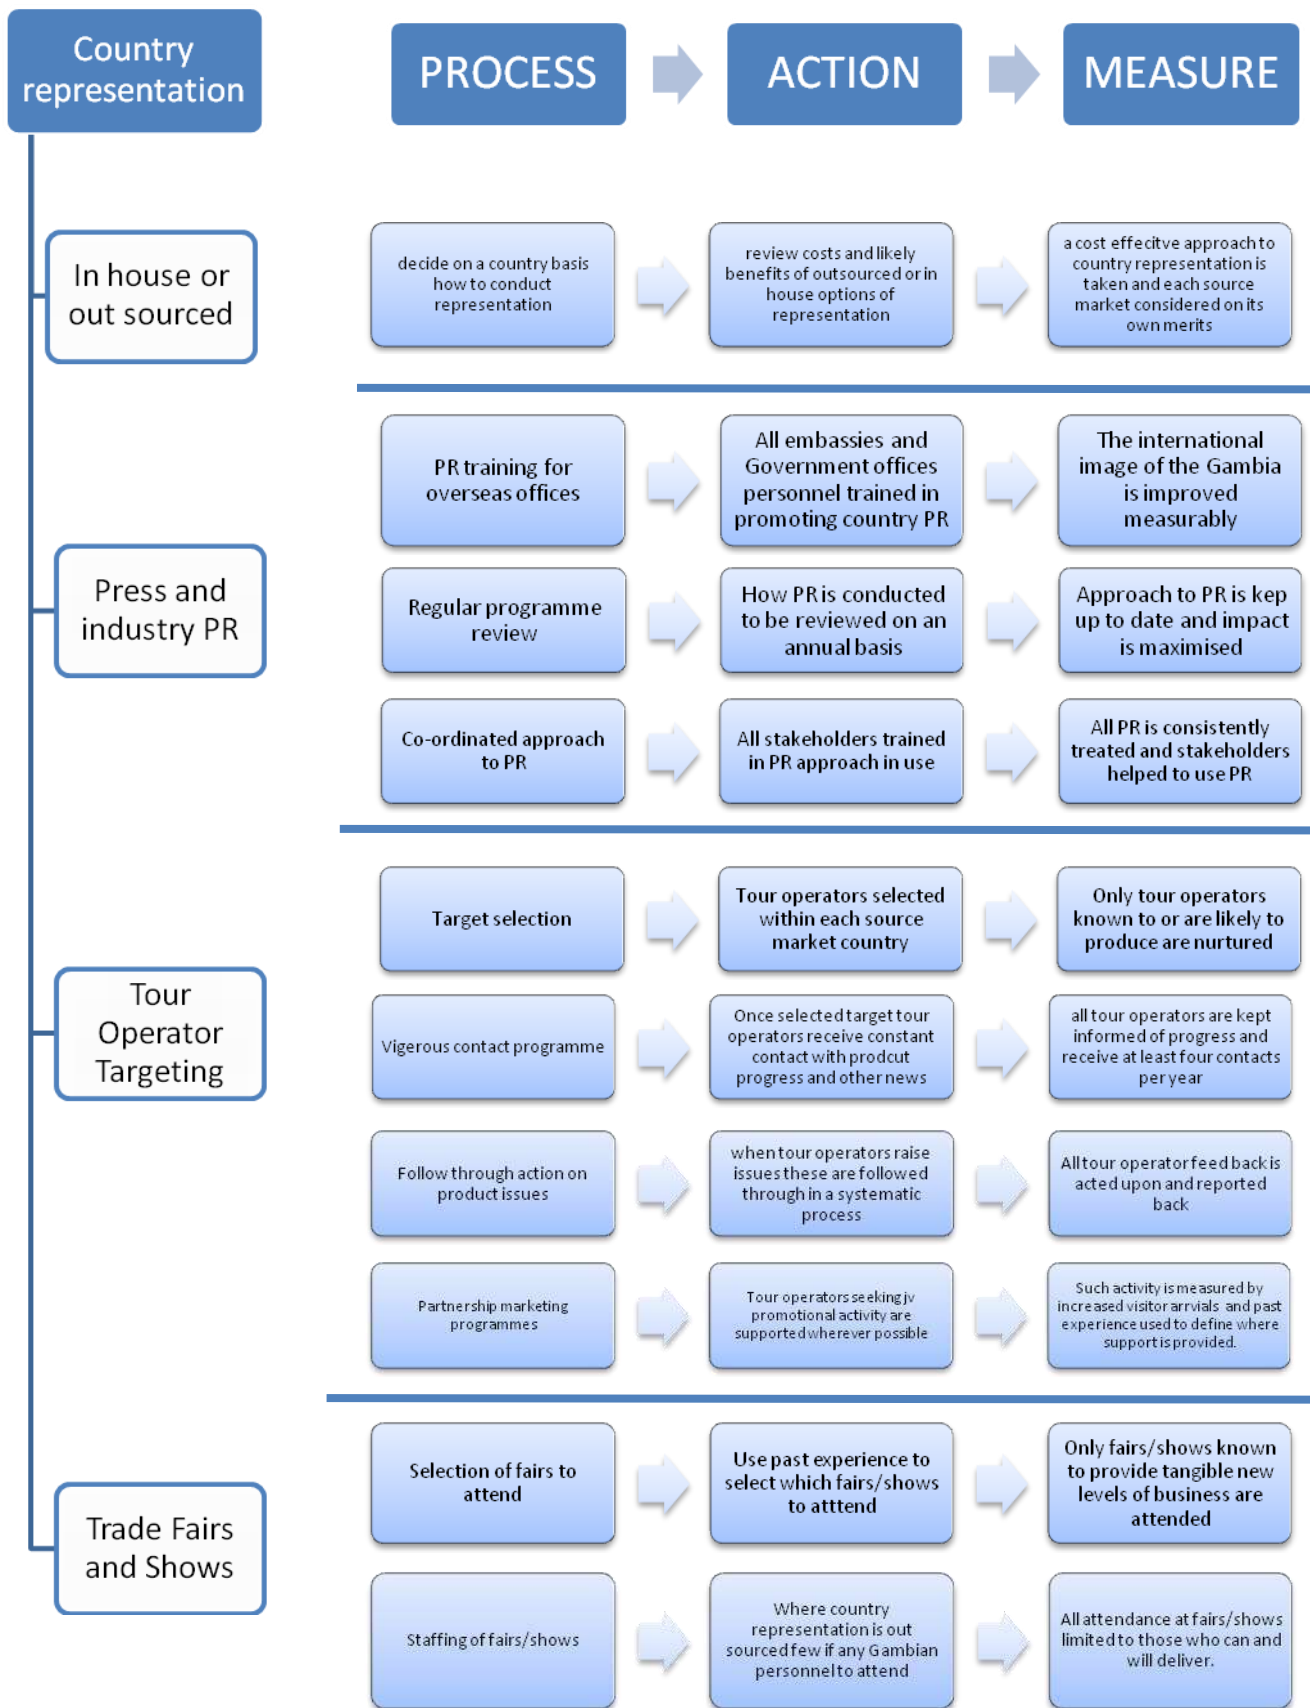 Country
representation
PROCESS
ACTION
MEASURE
In house or
out sourced
decide on a country basis
how to conduct
representation
review costs and likely
benefits of outsourced or in
house options of
representation
a cost effecitve approach to
country representation is
taken and each source
market considered on its
own merits
Press and
industry PR
PR training for
overseas offices
All embassies and
Government offices
personnel trained in
promoting country PR
The international
image of the Gambia
is improved
measurably
Regular programme
review
How PR is conducted
to be reviewed on an
annual basis
Approach to PR is kep
up to date and impact
is maximised
Co-ordinated approach
to PR
All stakeholders trained
in PR approach in use
All PR is consistently
treated and stakeholders
helped to use PR
Tour
Operator
Targeting
Target selection
Tour operators selected
within each source
market country
Only tour operators
known to or are likely to
produce are nurtured
Vigerous contact programme
Once selected target tour
operators receive constant
contact with prodcut
progress and other news
all tour operators are kept
informed of progress and
receive at least four contacts
per year
Follow through action on
product issues
when tour operators raise
issues these are followed
through in a systematic
process
All tour operator feed back is
acted upon and reported
back
Partnership marketing
programmes
Tour operators seeking jv
promotional activity are
supported wherever possible
Such activity is measured by
increased visitor arrvials and past
experience used to define where
support is provided.
Trade Fairs
and Shows
Selection of fairs to
attend
Use past experience to
select which fairs/shows
to atttend
Only fairs/shows known
to provide tangible new
levels of business are
attended
Staffing of fairs/shows
Where country
representation is out
sourced few if any Gambian
personnel to attend
All attendance at fairs/shows
limited to those who can and
will deliver.